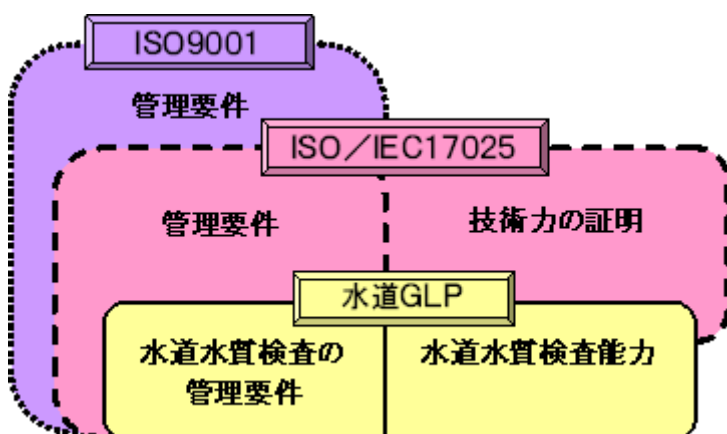 ISO9001
管理要件
ISO／IEC17025
管理要件
技術力の証明
水道GLP
水道水質検査の
管理要件
水道水質検査能力